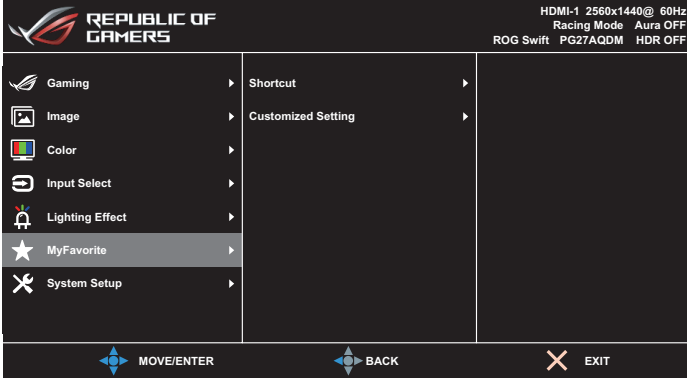 REPUBLIC OF
GAMERS
HDMI-1 2560x1440@ 60Hz
Racing Mode Aura OFF
ROG Swift PG27AQDM HDR OFF
Gaming
Image
Color
Input Select
Lighting Effect
MyFavorite
System Setup
Shortcut
Customized Setting
MOVE/ENTER
BACK
EXIT